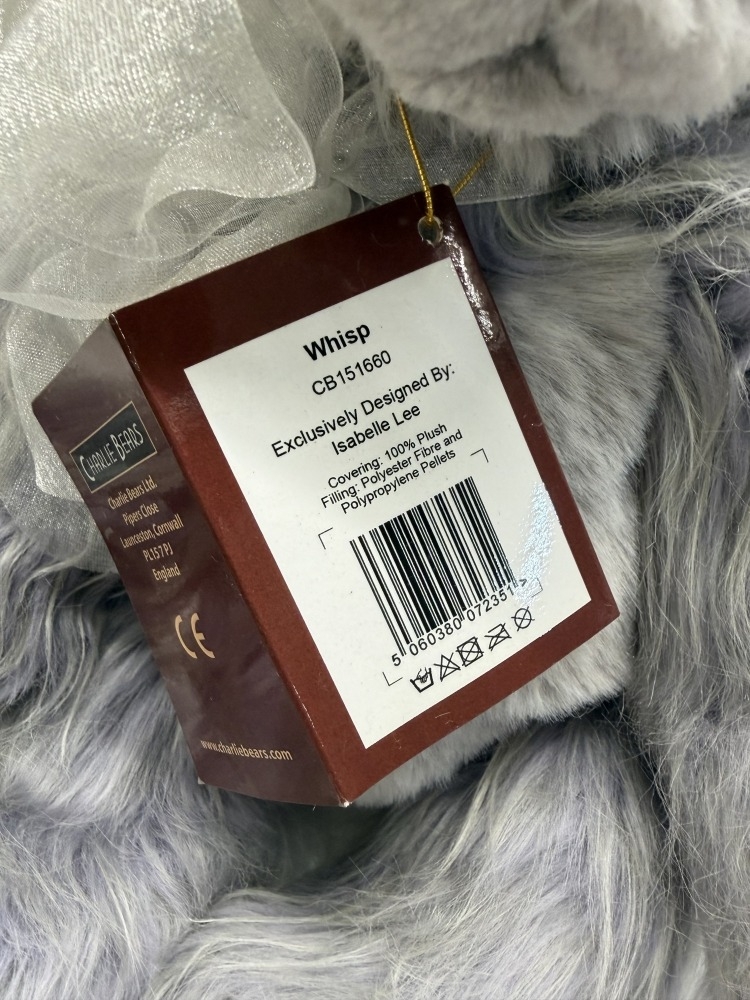 Whisp
CB151660
Exclusively Designed By:
Isabelle Lee
Covering: 100% Plush
Filling: Polyester Fibre and
Polypropylene Pellets
5 060380 072351 >
CHARLIE BEARS
Charlie Bears Ltd.
Pipers Close
Launceston, Cornwall
PL15 7PJ
England
CE
www.charliebears.com